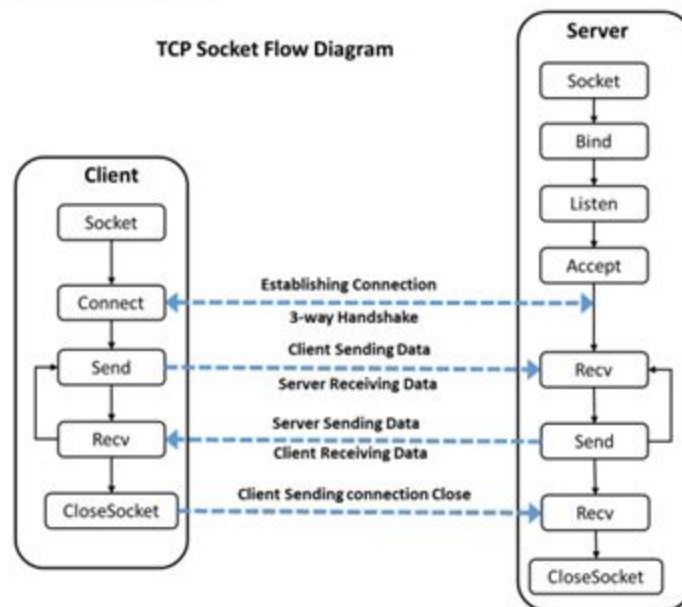 TCP Socket Flow Diagram
Server
Socket
Bind
Listen
Accept
Client
Socket
Connect
Establishing Connection
3-way Handshake
Send
Client Sending Data
Server Receiving Data
Recv
Recv
Server Sending Data
Client Receiving Data
Send
CloseSocket
Client Sending connection Close
Recv
CloseSocket